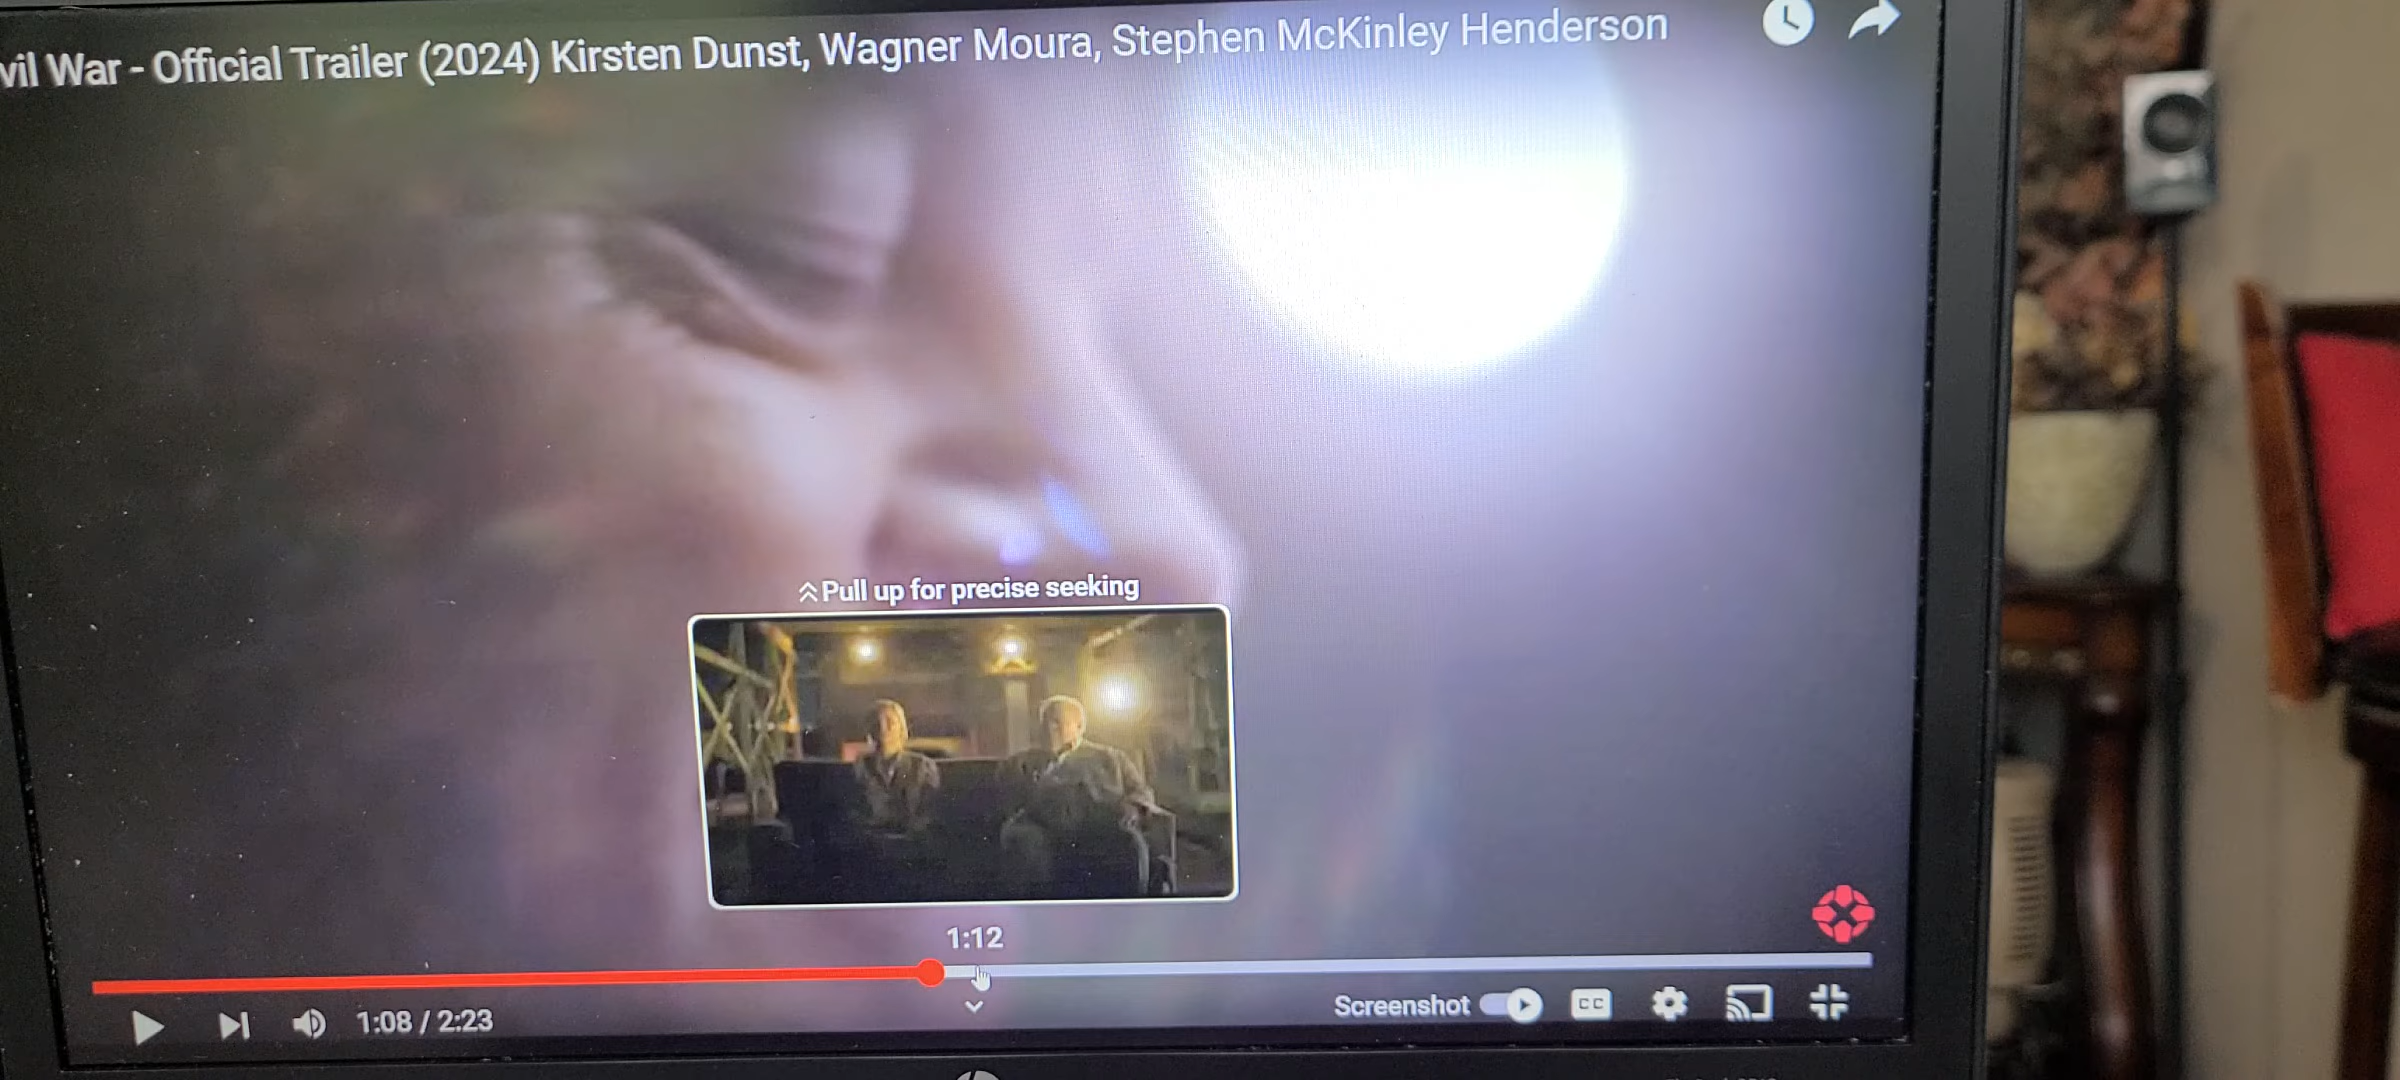 vil War - Official Trailer (2024) Kirsten Dunst, Wagner Moura, Stephen McKinley Henderson
Pull up for precise seeking
1:12
1:08 / 2:23
Screenshot
CC